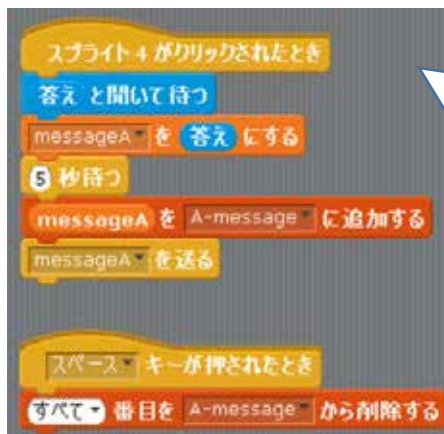 スプライト 4 がクリックされたとき
答え と聞いて待つ
messageA を 答え にする
5 秒待つ
messageA を A-message に追加する
messageA を送る
スペース キーが押されたとき
すべて 番目を A-message から削除する